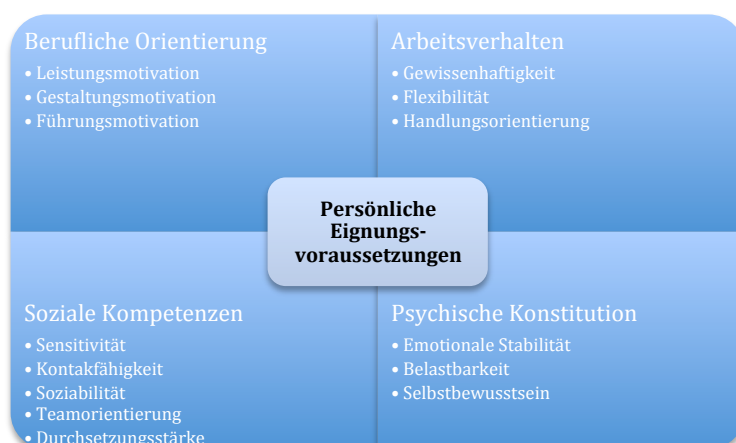 Berufliche Orientierung
• Leistungsmotivation
• Gestaltungsmotivation
• Führungsmotivation
Arbeitsverhalten
• Gewissenhaftigkeit
• Flexibilität
• Handlungsorientierung
Persönliche
Eignungs-
voraussetzungen
Soziale Kompetenzen
• Sensitivität
• Kontakfähigkeit
• Soziabilität
• Teamorientierung
• Durchsetzungsstärke
Psychische Konstitution
• Emotionale Stabilität
• Belastbarkeit
• Selbstbewusstsein